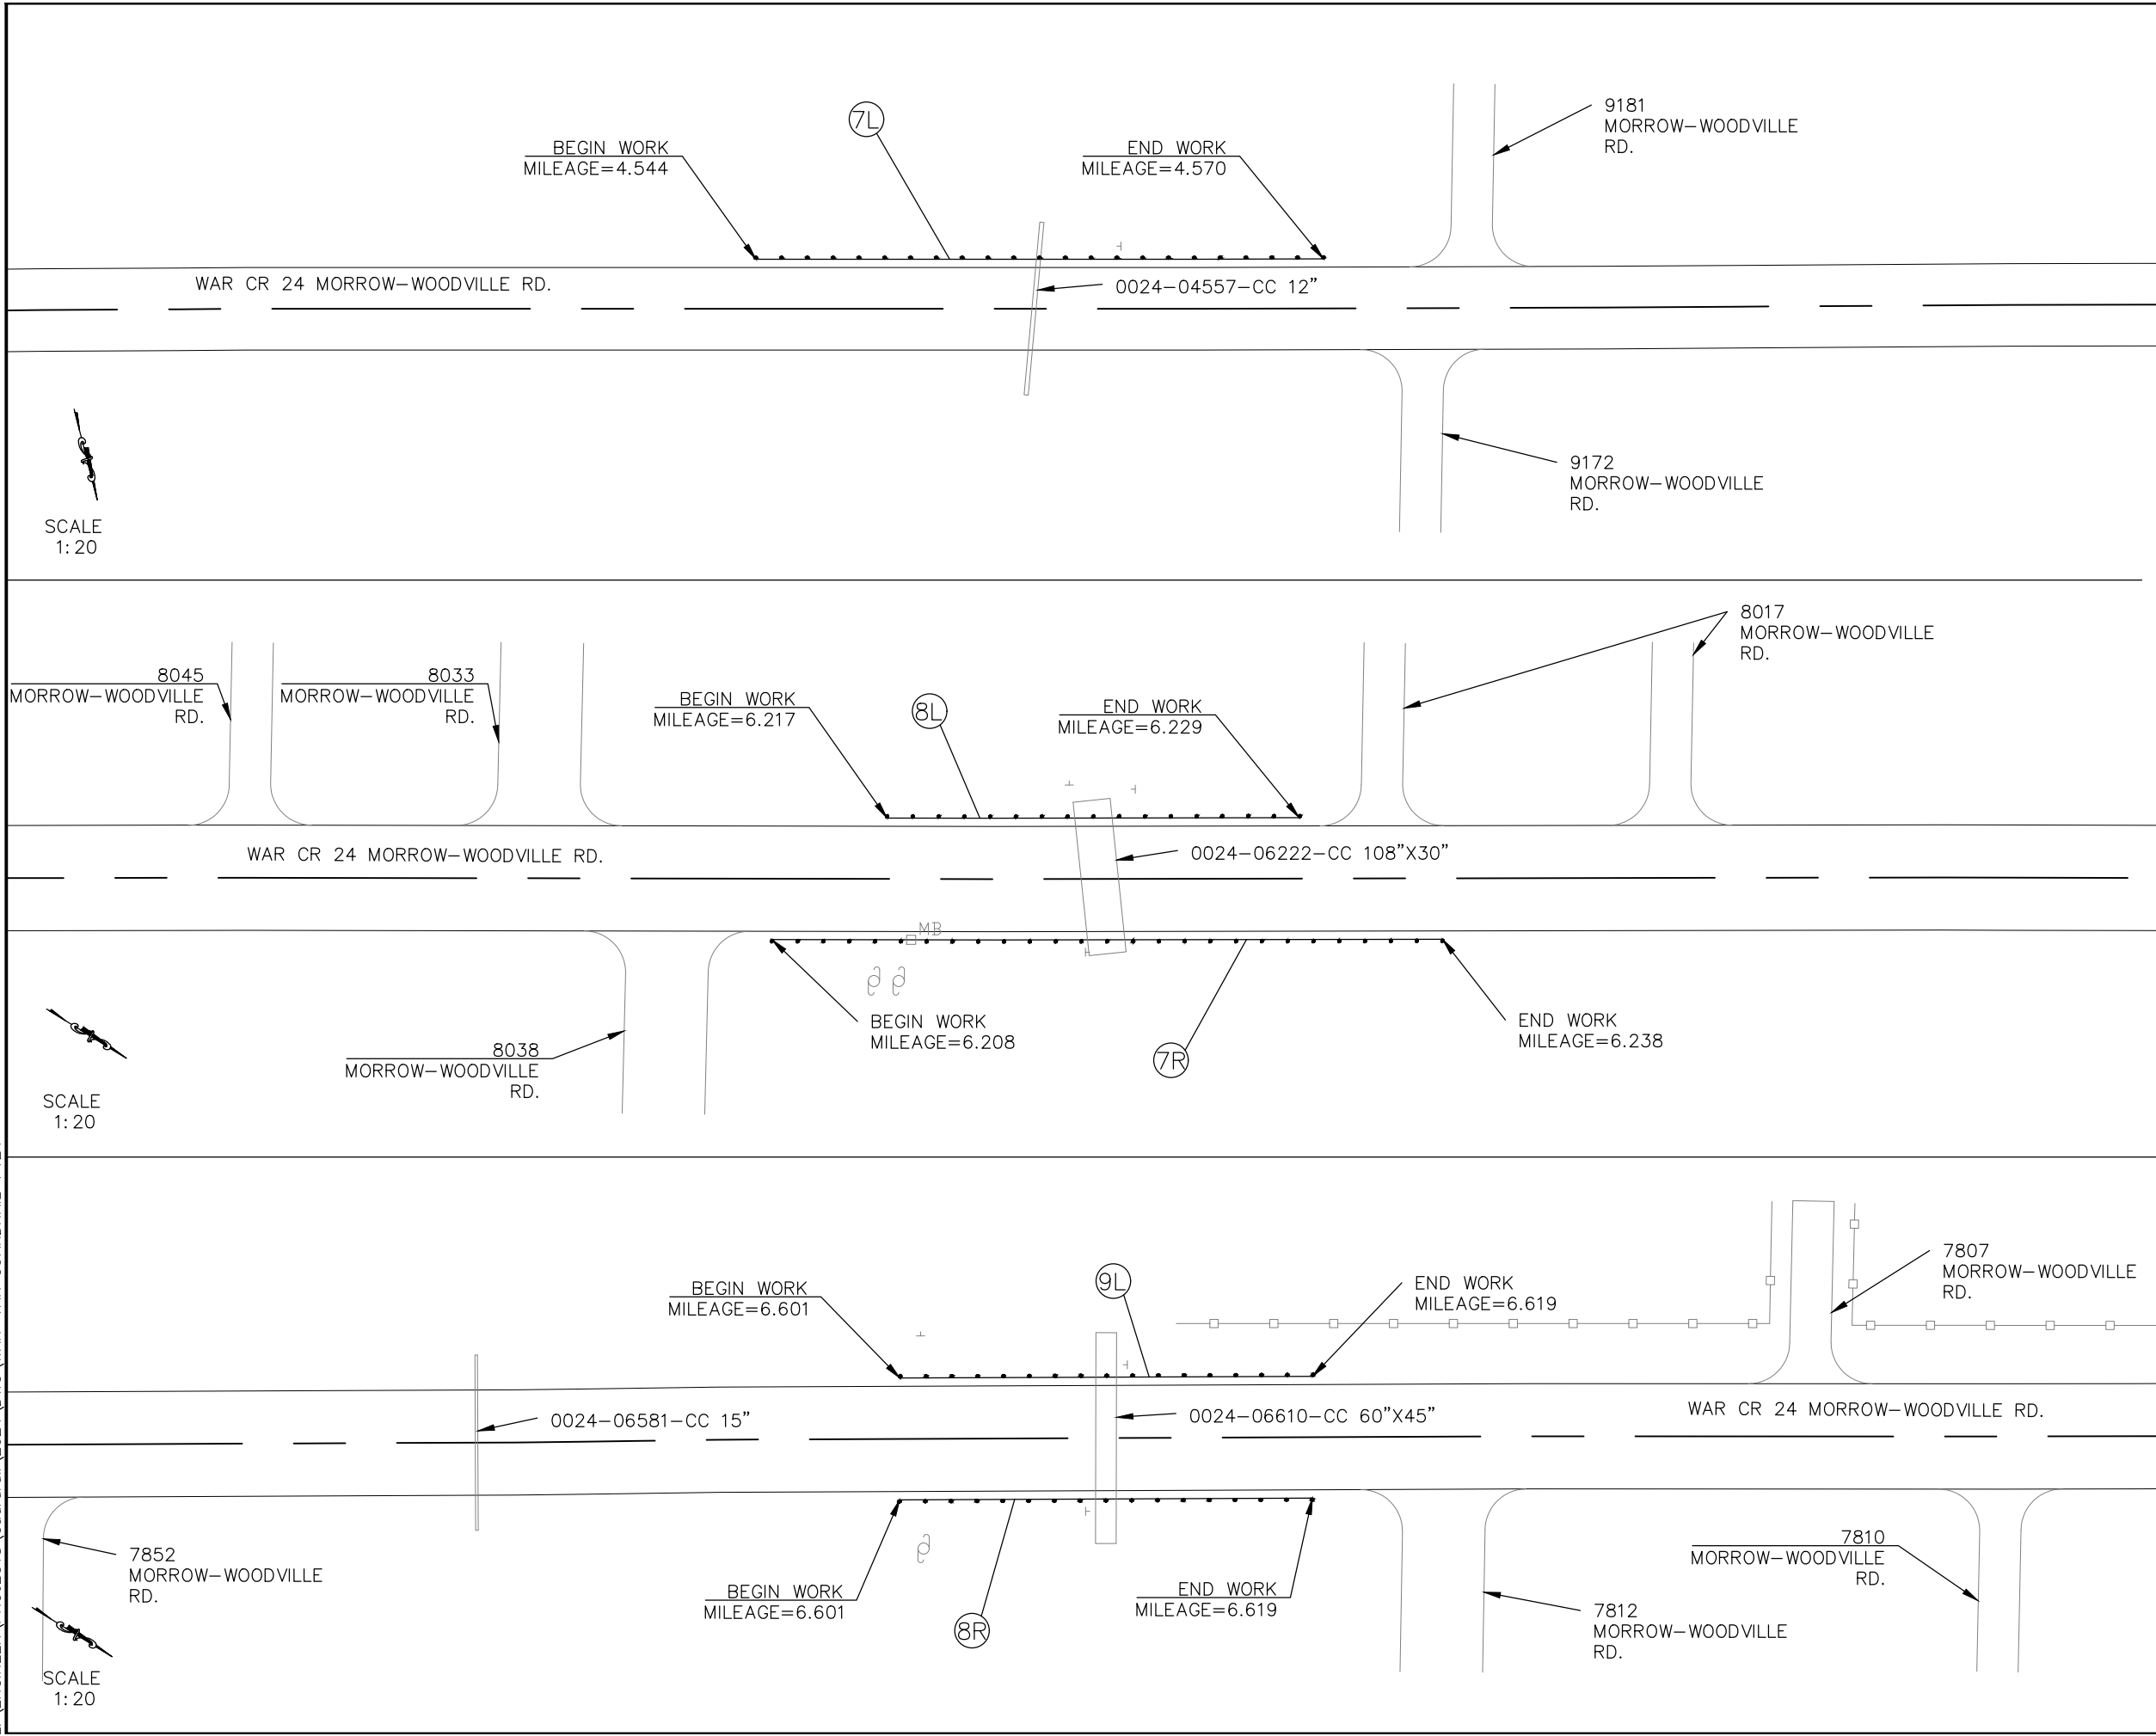 7L
BEGIN WORK
MILEAGE=4.544
END WORK
MILEAGE=4.570
9181
MORROW-WOODVILLE
RD.
WAR CR 24 MORROW-WOODVILLE RD.
0024-04557-CC 12"
9172
MORROW-WOODVILLE
RD.
SCALE
1:20
8017
MORROW-WOODVILLE
RD.
8045
MORROW-WOODVILLE
RD.
8033
MORROW-WOODVILLE
RD.
BEGIN WORK
MILEAGE=6.217
8L
END WORK
MILEAGE=6.229
WAR CR 24 MORROW-WOODVILLE RD.
0024-06222-CC 108"X30"
MB
BEGIN WORK
MILEAGE=6.208
END WORK
MILEAGE=6.238
7R
8038
MORROW-WOODVILLE
RD.
SCALE
1:20
7807
MORROW-WOODVILLE
RD.
BEGIN WORK
MILEAGE=6.601
9L
END WORK
MILEAGE=6.619
0024-06581-CC 15"
0024-06610-CC 60"X45"
WAR CR 24 MORROW-WOODVILLE RD.
7852
MORROW-WOODVILLE
RD.
BEGIN WORK
MILEAGE=6.601
8R
END WORK
MILEAGE=6.619
7812
MORROW-WOODVILLE
RD.
7810
MORROW-WOODVILLE
RD.
SCALE
1:20